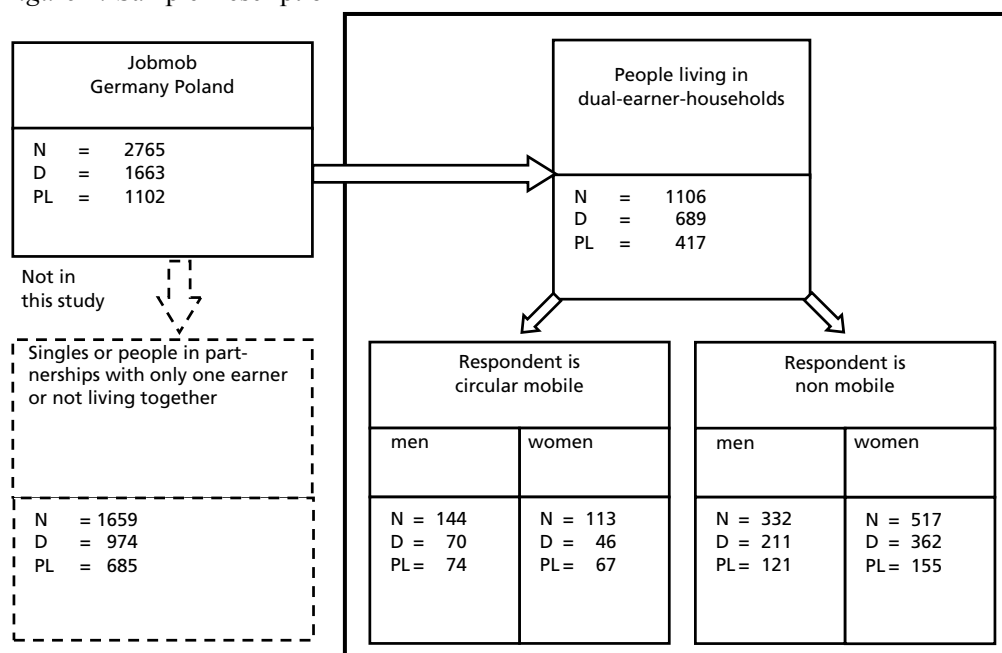 Jobmob
Germany Poland
N = 2765
D = 1663
PL = 1102
People living in
dual-earner-households
N = 1106
D = 689
PL = 417
Not in
this study
Singles or people in part-
nerships with only one earner
or not living together
N = 1659
D = 974
PL = 685
Respondent is
circular mobile
men
N = 144
D = 70
PL = 74
women
N = 113
D = 46
PL = 67
Respondent is
non mobile
men
N = 332
D = 211
PL = 121
women
N = 517
D = 362
PL = 155